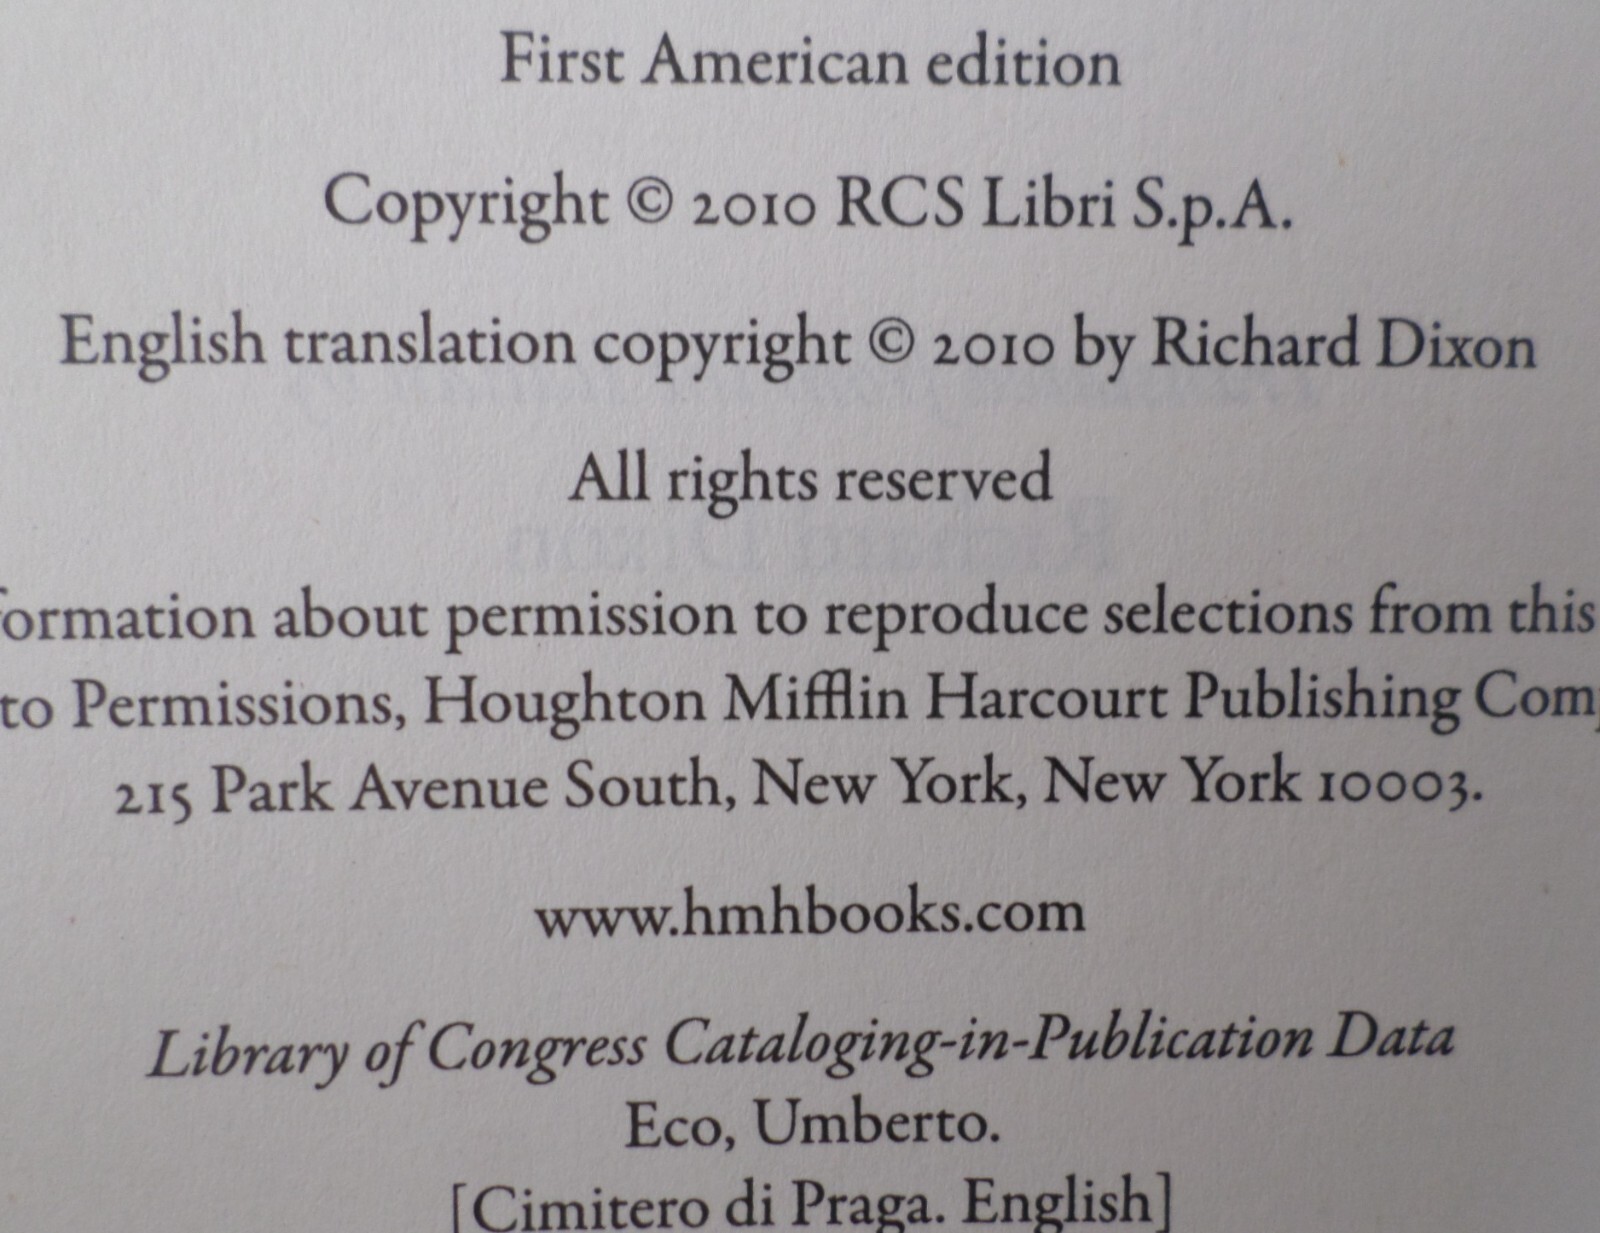 First American edition
Copyright © 2010 RCS Libri S.p.A.
English translation copyright © 2010 by Richard Dixon
All rights reserved
formation about permission to reproduce selections from this
to Permissions, Houghton Mifflin Harcourt Publishing Com
215 Park Avenue South, New York, New York 10003.
www.hmhbooks.com
Library of Congress Cataloging-in-Publication Data
Eco, Umberto.
[Cimitero di Praga. English]